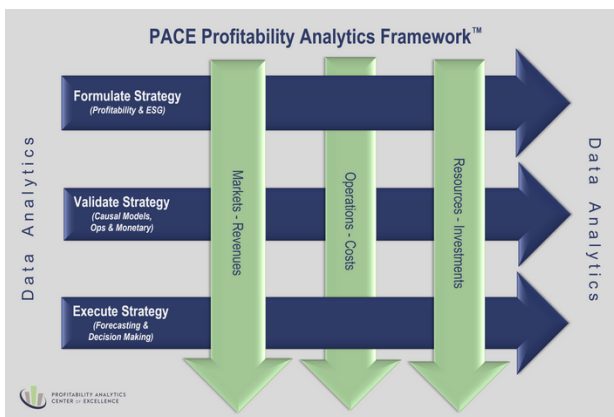 PACE Profitability Analytics Framework™
Formulate Strategy
(Profitability & ESG)
Validate Strategy
(Causal Models,
Ops & Monetary)
Execute Strategy
(Forecasting &
Decision Making)
Data Analytics
Markets - Revenues
Operations - Costs
Resources - Investments
Data Analytics
PROFITABILITY ANALYTICS
CENTER OF EXCELLENCE